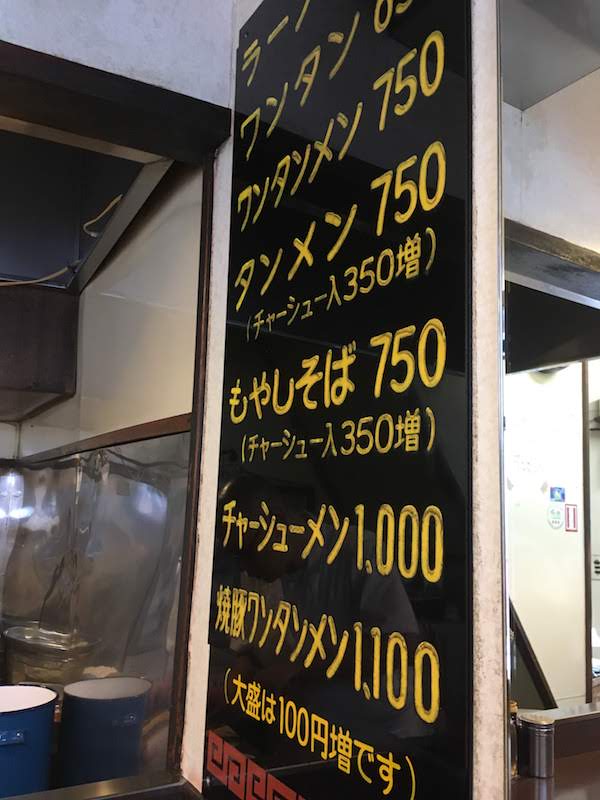 ラー
ワンタン
ワンタンメン 750
タンメン 750
(チャーシュー入350増)
もやしそば 750
(チャーシュー入350増)
チャーシューメン 1,000
焼豚ワンタンメン 1,100
(大盛は100円増です)